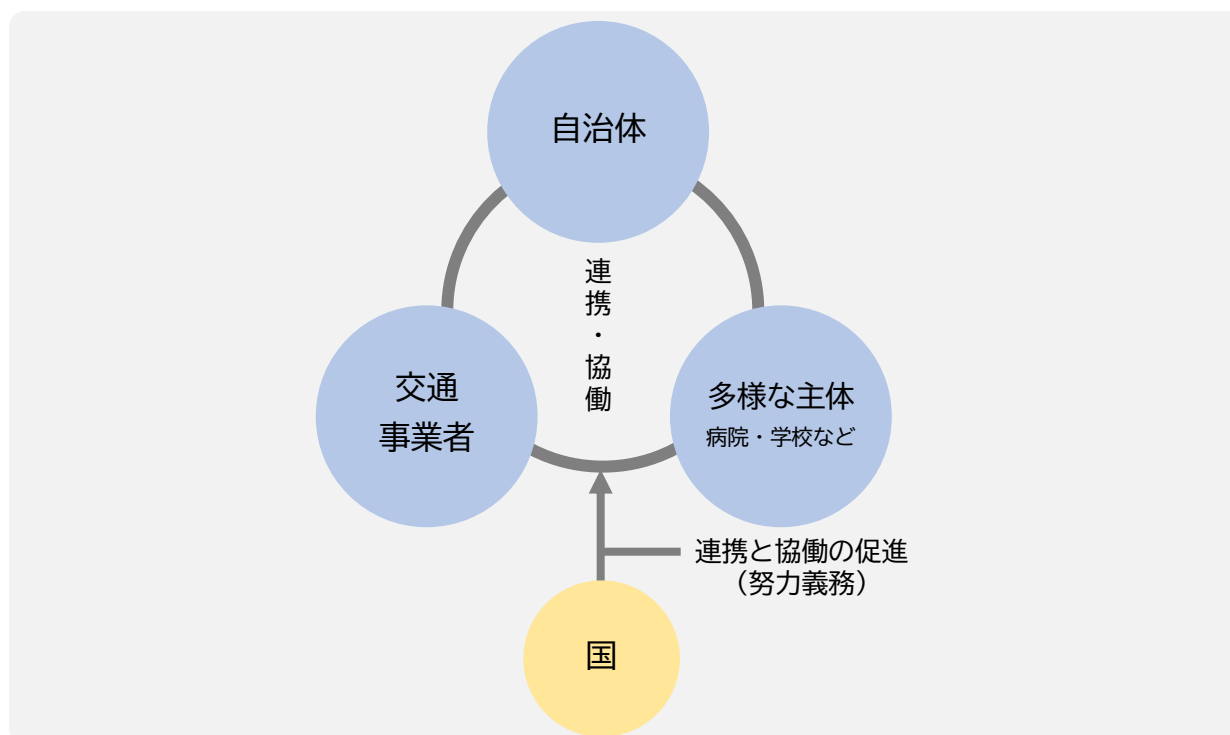 自治体
連携・協働
交通
事業者
多様な主体
病院・学校など
連携と協働の促進
（努力義務）
国